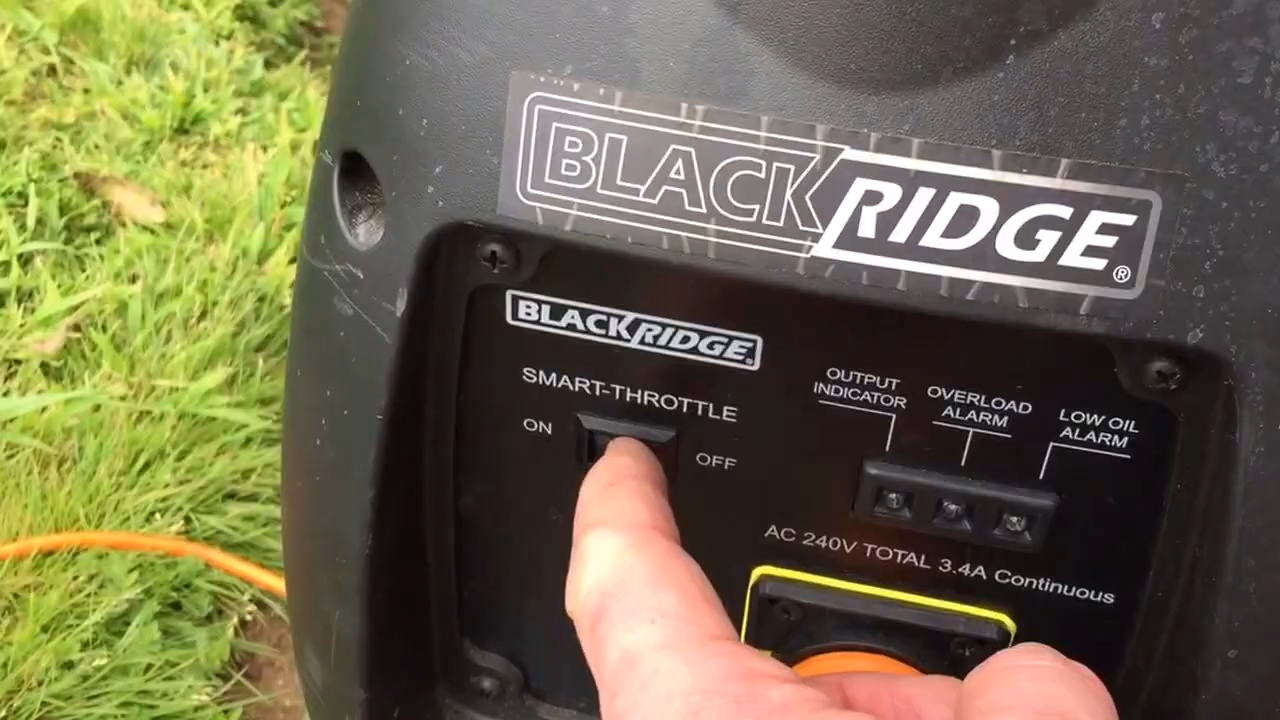 BLACKRIDGE®
BLACKRIDGE
SMART-THROTTLE
ON
OFF
OUTPUT
INDICATOR
OVERLOAD
ALARM
LOW OIL
ALARM
AC 240V TOTAL 3.4A Continuous